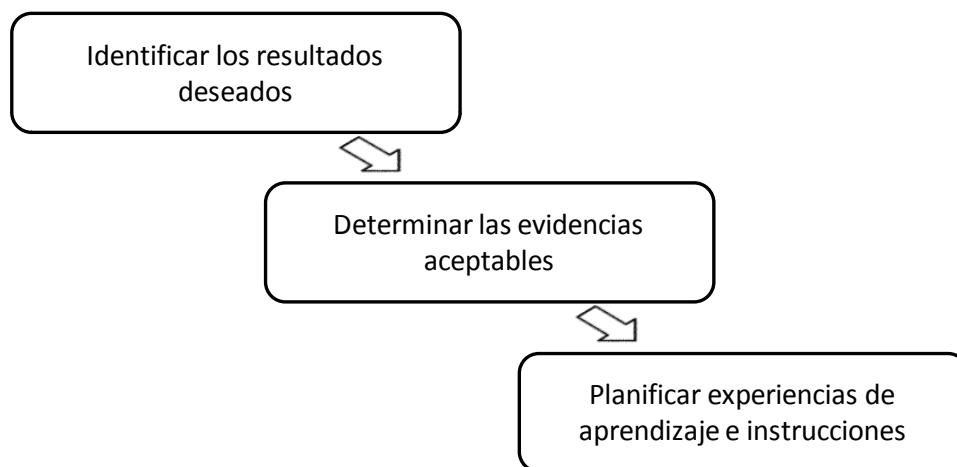 Identificar los resultados
deseados
Determinar las evidencias
aceptables
Planificar experiencias de
aprendizaje e instrucciones